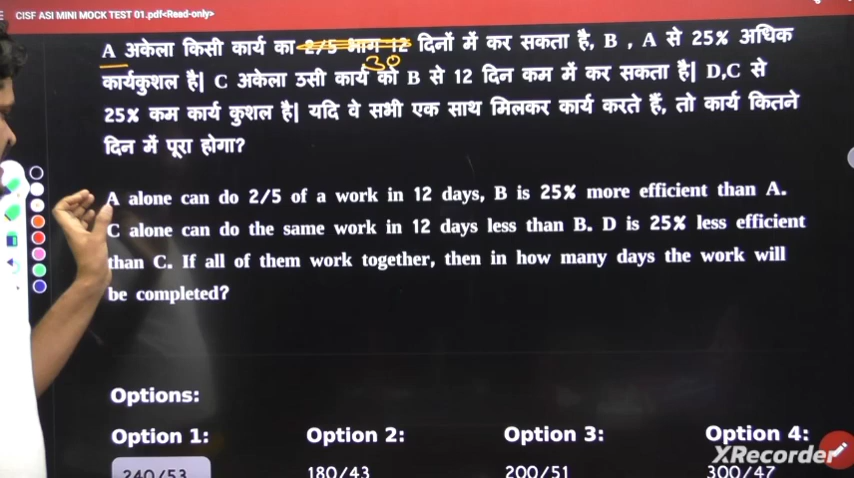 CISF ASI MINI MOCK TEST 01.pdf<Read-only>
A अकेला किसी कार्य का 2/5 भाग 12 दिनों में कर सकता है, B , A से 25% अधिक
30
कार्यकुशल है| C अकेला उसी कार्य को B से 12 दिन कम में कर सकता है| D,C से
25% कम कार्य कुशल है| यदि वे सभी एक साथ मिलकर कार्य करते हैं, तो कार्य कितने
दिन में पूरा होगा?
A alone can do 2/5 of a work in 12 days, B is 25% more efficient than A.
C alone can do the same work in 12 days less than B. D is 25% less efficient
than C. If all of them work together, then in how many days the work will
be completed?
Options:
Option 1: Option 2: Option 3: Option 4:
240/53 180/43 200/51 300/47
XRecorder